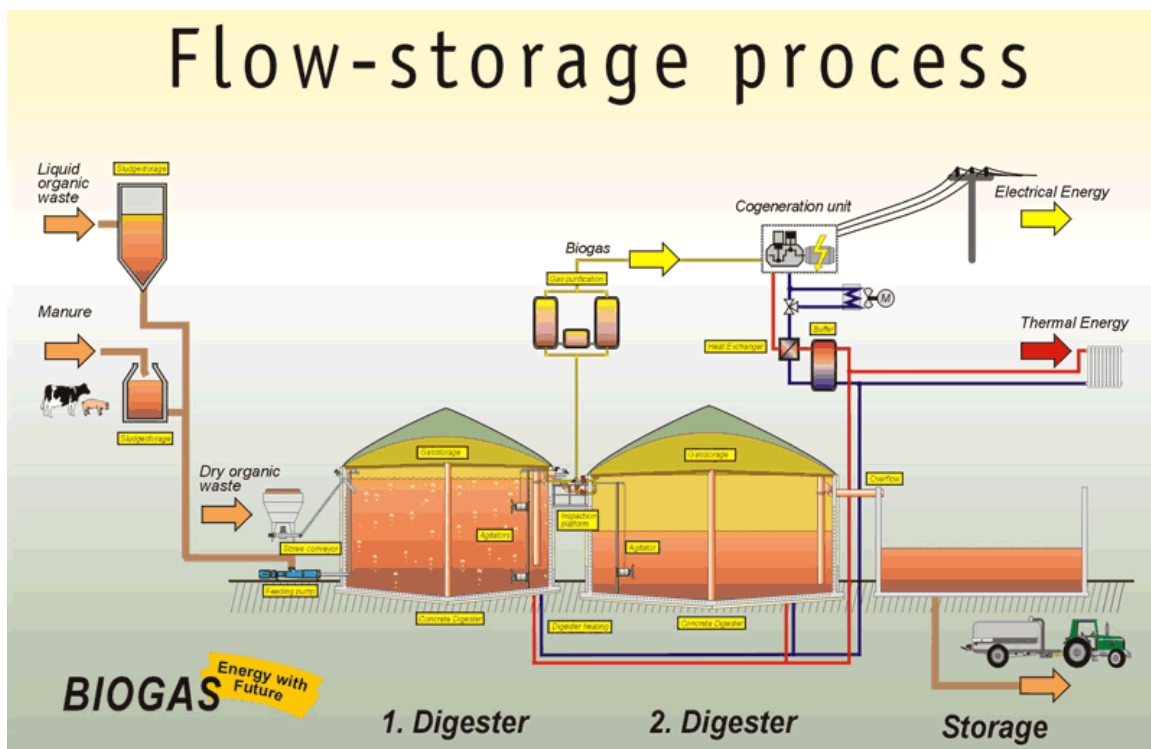 Flow-storage process
Liquid
organic
waste
Sludgestorage
Manure
Sludgestorage
Dry organic
waste
Screw conveyor
Feeding pump
Biogas
Gas purification
Cogeneration unit
Electrical Energy
M
Heat Exchanger
Buffer
Thermal Energy
Gasstorage
Agitators
Inspection
platform
Gasstorage
Agitator
Overflow
Concrete Digester
Digester heating
Concrete Digester
BIOGAS
Energy with
Future
1. Digester
2. Digester
Storage